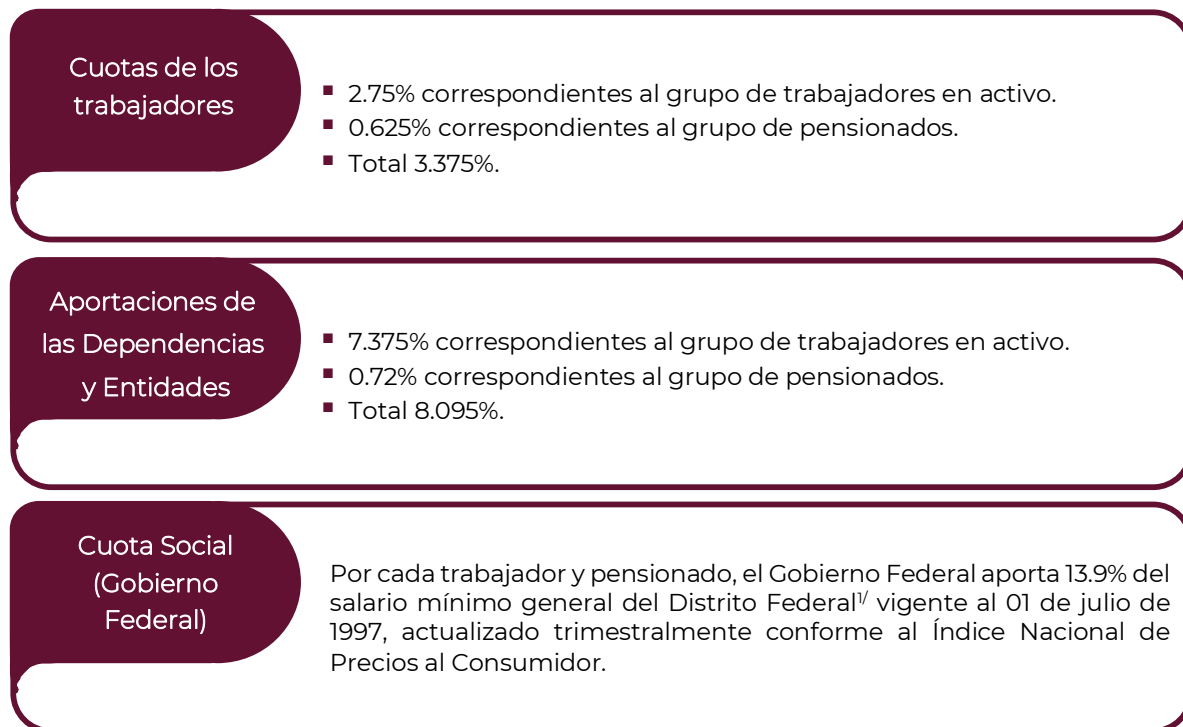 Cuotas de los
trabajadores
▪ 2.75% correspondientes al grupo de trabajadores en activo.
▪ 0.625% correspondientes al grupo de pensionados.
▪ Total 3.375%.
Aportaciones de
las Dependencias
y Entidades
▪ 7.375% correspondientes al grupo de trabajadores en activo.
▪ 0.72% correspondientes al grupo de pensionados.
▪ Total 8.095%.
Cuota Social
(Gobierno
Federal)
Por cada trabajador y pensionado, el Gobierno Federal aporta 13.9% del
salario mínimo general del Distrito Federal1/ vigente al 01 de julio de
1997, actualizado trimestralmente conforme al Índice Nacional de
Precios al Consumidor.